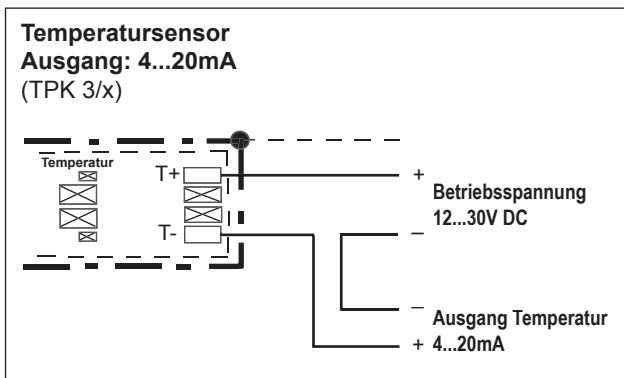 Temperatursensor
Ausgang: 4...20mA
(TPK 3/x)
Temperatur
T+
+
Betriebsspannung
12...30V DC
T-
–
–
Ausgang Temperatur
+ 4...20mA